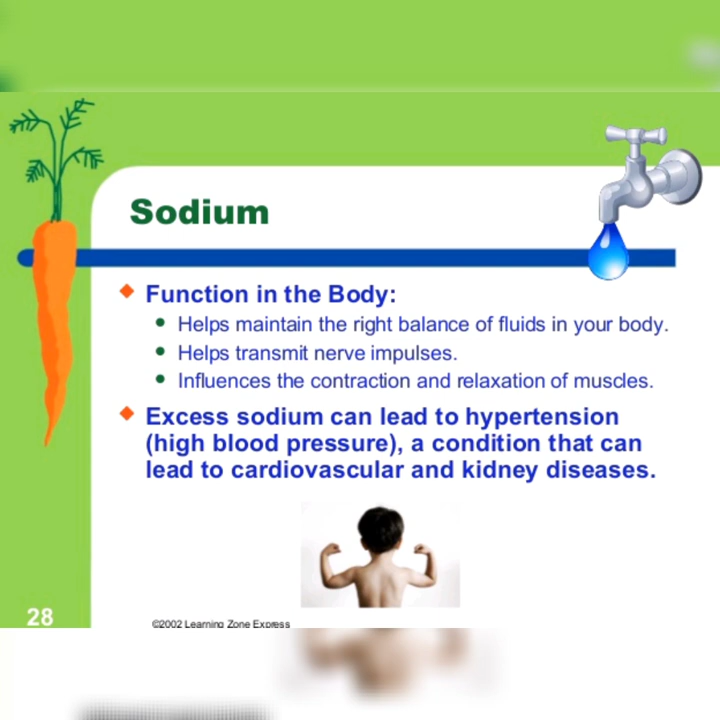 Sodium
Function in the Body:
Helps maintain the right balance of fluids in your body.
Helps transmit nerve impulses.
Influences the contraction and relaxation of muscles.
Excess sodium can lead to hypertension
(high blood pressure), a condition that can
lead to cardiovascular and kidney diseases.
28
©2002 Learning Zone Express